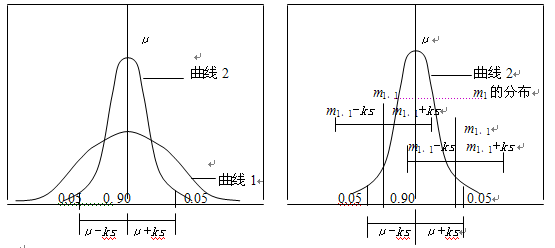 μ
曲线 2
曲线 1
0.05 0.90 0.05
μ-ks μ+ks
μ
曲线 2
m₁.₁ m₁ 的分布
m₁.₁-ks m₁.₁+ks
m₁.₁
m₁.₁-ks m₁.₁+ks
0.05 0.90 0.05
μ-ks μ+ks